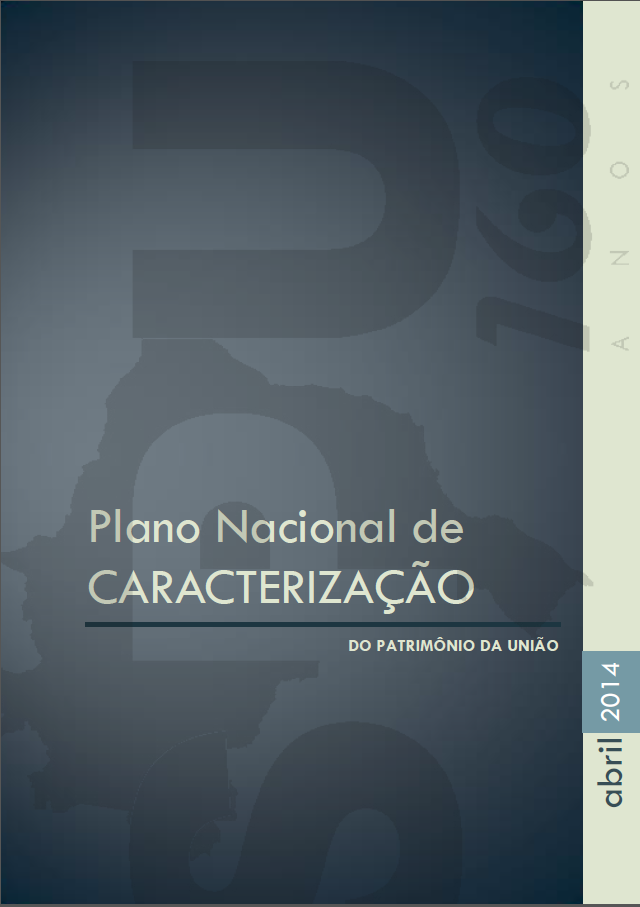 SPU
160
ANOS
Plano Nacional de
CARACTERIZAÇÃO
DO PATRIMÔNIO DA UNIÃO
abril 2014